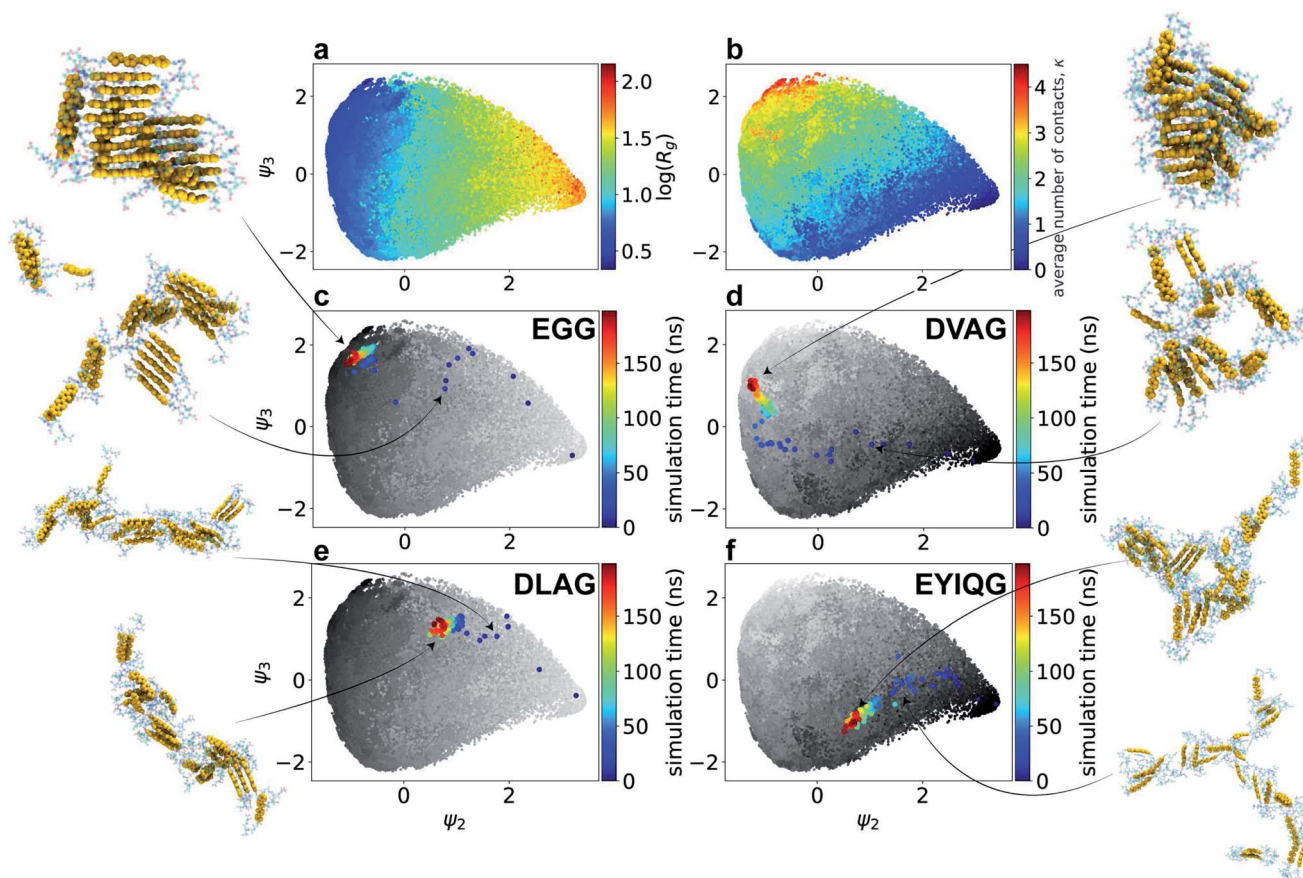 a
b
2
0
−2
ψ3
0
2
2.0
1.5
1.0
0.5
log(Rg)
2
0
−2
0
2
4.5
4
3
2
1
0
average number of contacts, κ
c
EGG
d
DVAG
2
0
−2
ψ3
0
2
150
100
50
0
simulation time (ns)
2
0
−2
0
2
150
100
50
0
simulation time (ns)
e
DLAG
f
EYIQG
2
0
−2
ψ3
0
2
ψ2
150
100
50
0
simulation time (ns)
2
0
−2
0
2
ψ2
150
100
50
0
simulation time (ns)